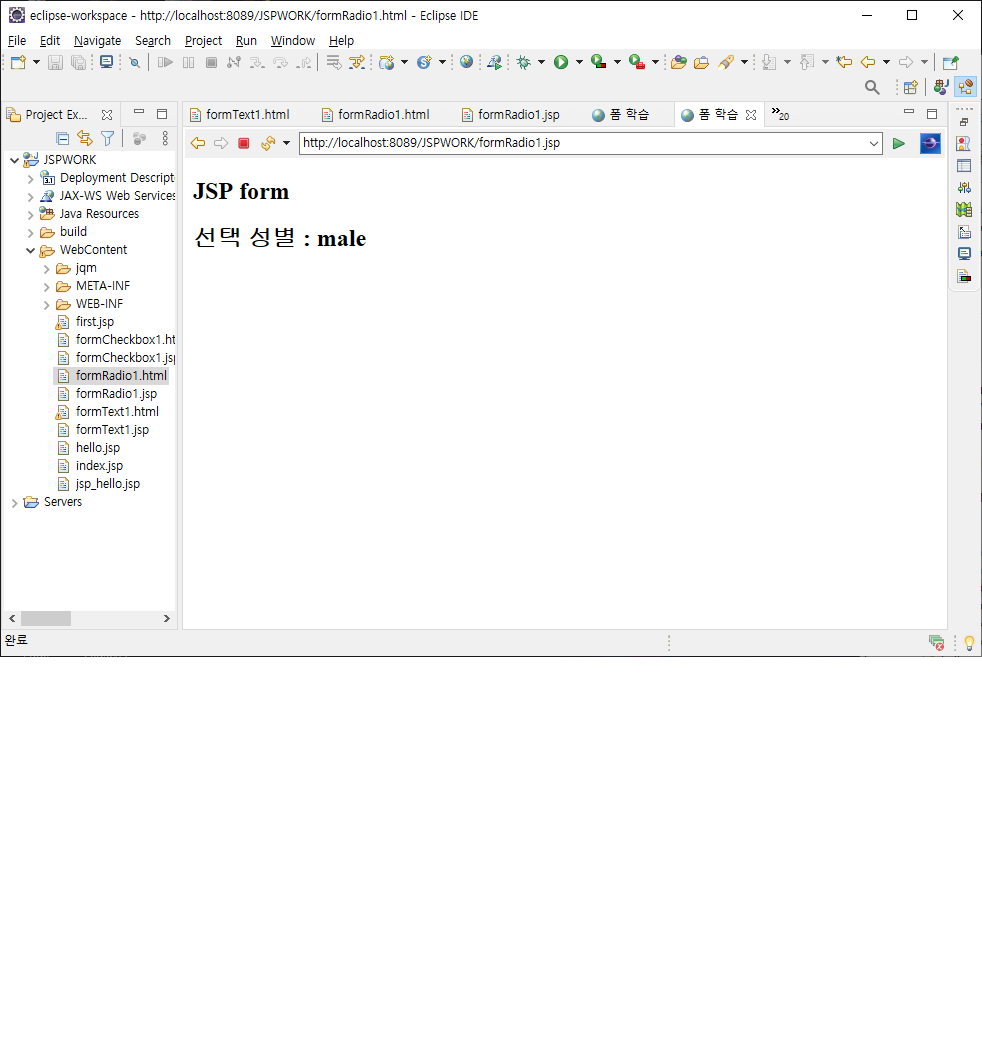 eclipse-workspace - http://localhost:8089/JSPWORK/formRadio1.html - Eclipse IDE
File Edit Navigate Search Project Run Window Help
Project Ex...
formText1.html formRadio1.html formRadio1.jsp 폼 학습 폼 학습 »20
http://localhost:8089/JSPWORK/formRadio1.jsp
JSPWORK
Deployment Descript
JAX-WS Web Services
Java Resources
build
WebContent
jqm
META-INF
WEB-INF
first.jsp
formCheckbox1.ht
formCheckbox1.jsp
formRadio1.html
formRadio1.jsp
formText1.html
formText1.jsp
hello.jsp
index.jsp
jsp_hello.jsp
Servers
JSP form
선택 성별 : male
완료